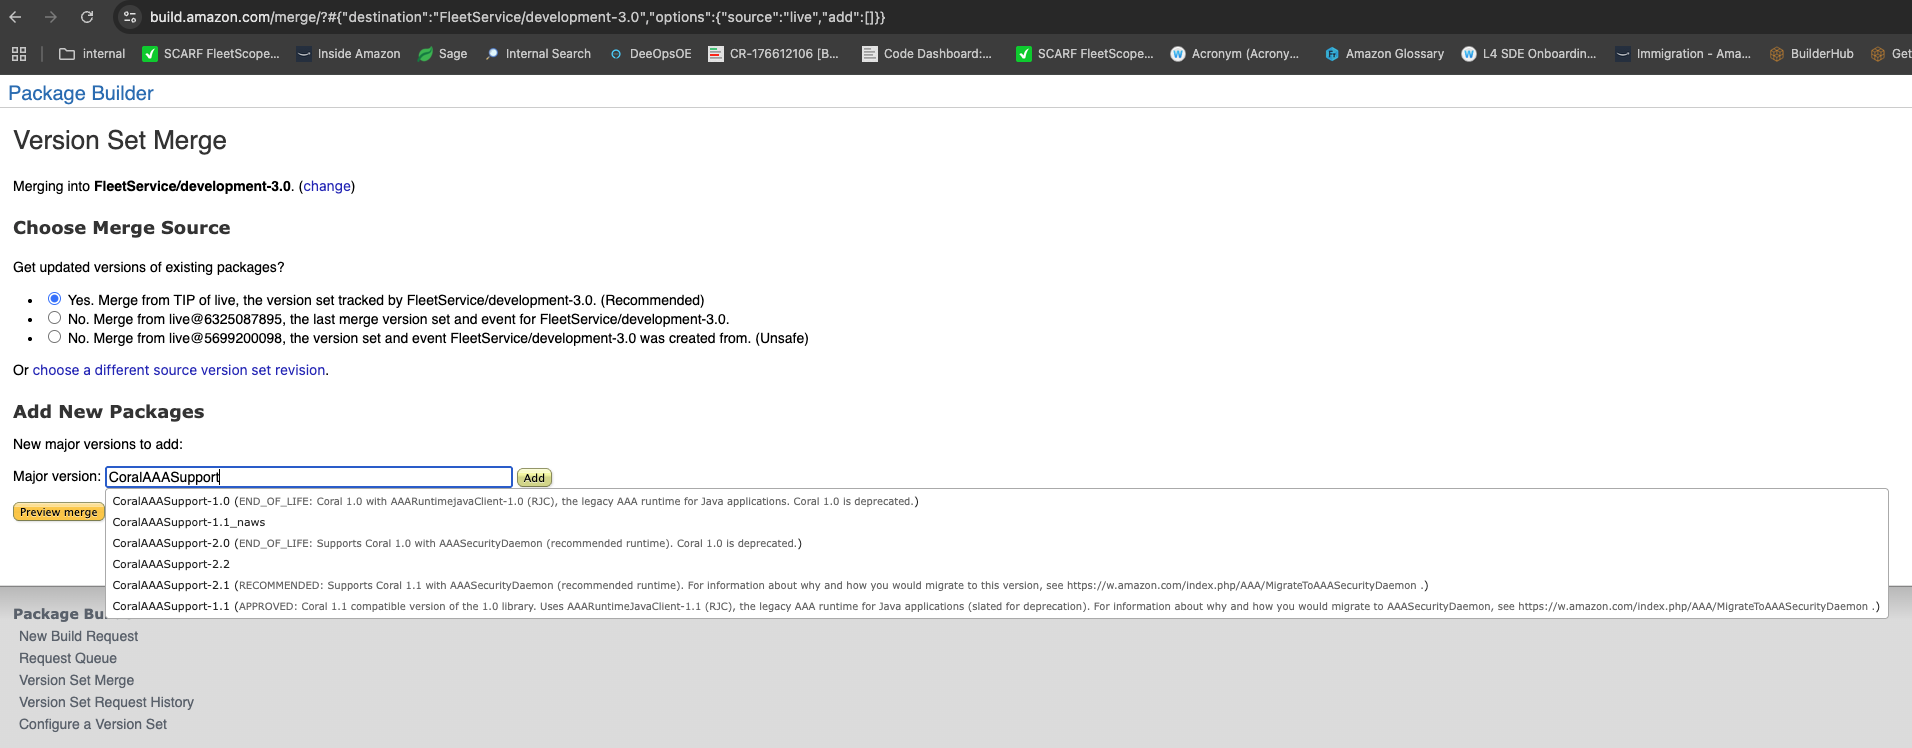 build.amazon.com/merge/?#{"destination":"FleetService/development-3.0","options":{"source":"live","add":[]}}
internal SCARF FleetScope... Inside Amazon Sage Internal Search DeeOpsOE CR-176612106 [B... Code Dashboard:... SCARF FleetScope... Acronym (Acrony... Amazon Glossary L4 SDE Onboardin... Immigration - Ama... BuilderHub Get
Package Builder
Version Set Merge
Merging into FleetService/development-3.0. (change)
Choose Merge Source
Get updated versions of existing packages?
Yes. Merge from TIP of live, the version set tracked by FleetService/development-3.0. (Recommended)
No. Merge from live@6325087895, the last merge version set and event for FleetService/development-3.0.
No. Merge from live@5699200098, the version set and event FleetService/development-3.0 was created from. (Unsafe)
Or choose a different source version set revision.
Add New Packages
New major versions to add:
Major version: CoralAAASupport Add
CoralAAASupport-1.0 (END_OF_LIFE: Coral 1.0 with AAARuntimejavaClient-1.0 (RJC), the legacy AAA runtime for Java applications. Coral 1.0 is deprecated.)
Preview merge
CoralAAASupport-1.1_naws
CoralAAASupport-2.0 (END_OF_LIFE: Supports Coral 1.0 with AAASecurityDaemon (recommended runtime). Coral 1.0 is deprecated.)
CoralAAASupport-2.2
CoralAAASupport-2.1 (RECOMMENDED: Supports Coral 1.1 with AAASecurityDaemon (recommended runtime). For information about why and how you would migrate to this version, see https://w.amazon.com/index.php/AAA/MigrateToAAASecurityDaemon .)
CoralAAASupport-1.1 (APPROVED: Coral 1.1 compatible version of the 1.0 library. Uses AAARuntimeJavaClient-1.1 (RJC), the legacy AAA runtime for Java applications (slated for deprecation). For information about why and how you would migrate to AAASecurityDaemon, see https://w.amazon.com/index.php/AAA/MigrateToAAASecurityDaemon .)
Package Bu
New Build Request
Request Queue
Version Set Merge
Version Set Request History
Configure a Version Set